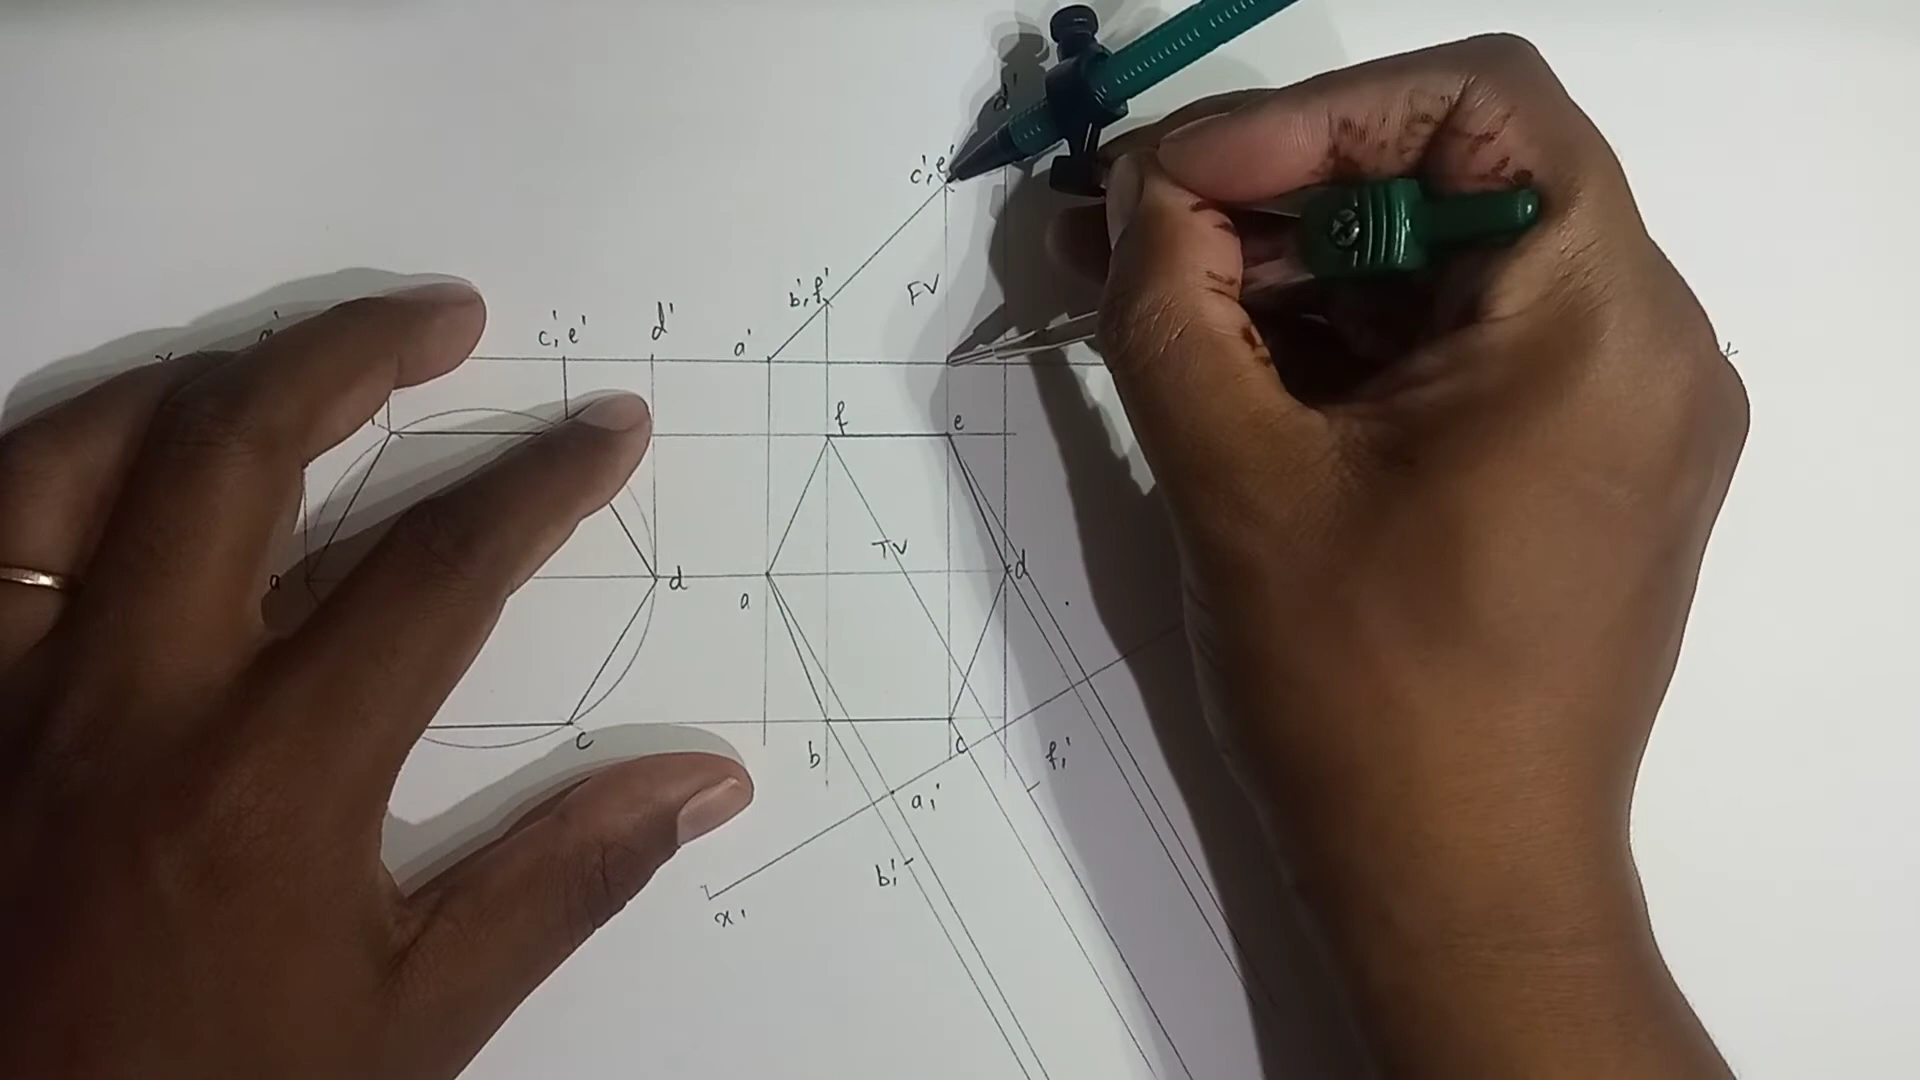 d'
c', e'
b', f'
FV
a'
c', e'
d'
a'
x
f
e
TV
d
a
d
a
b
c
c
f₁'
a₁'
b₁'
x₁